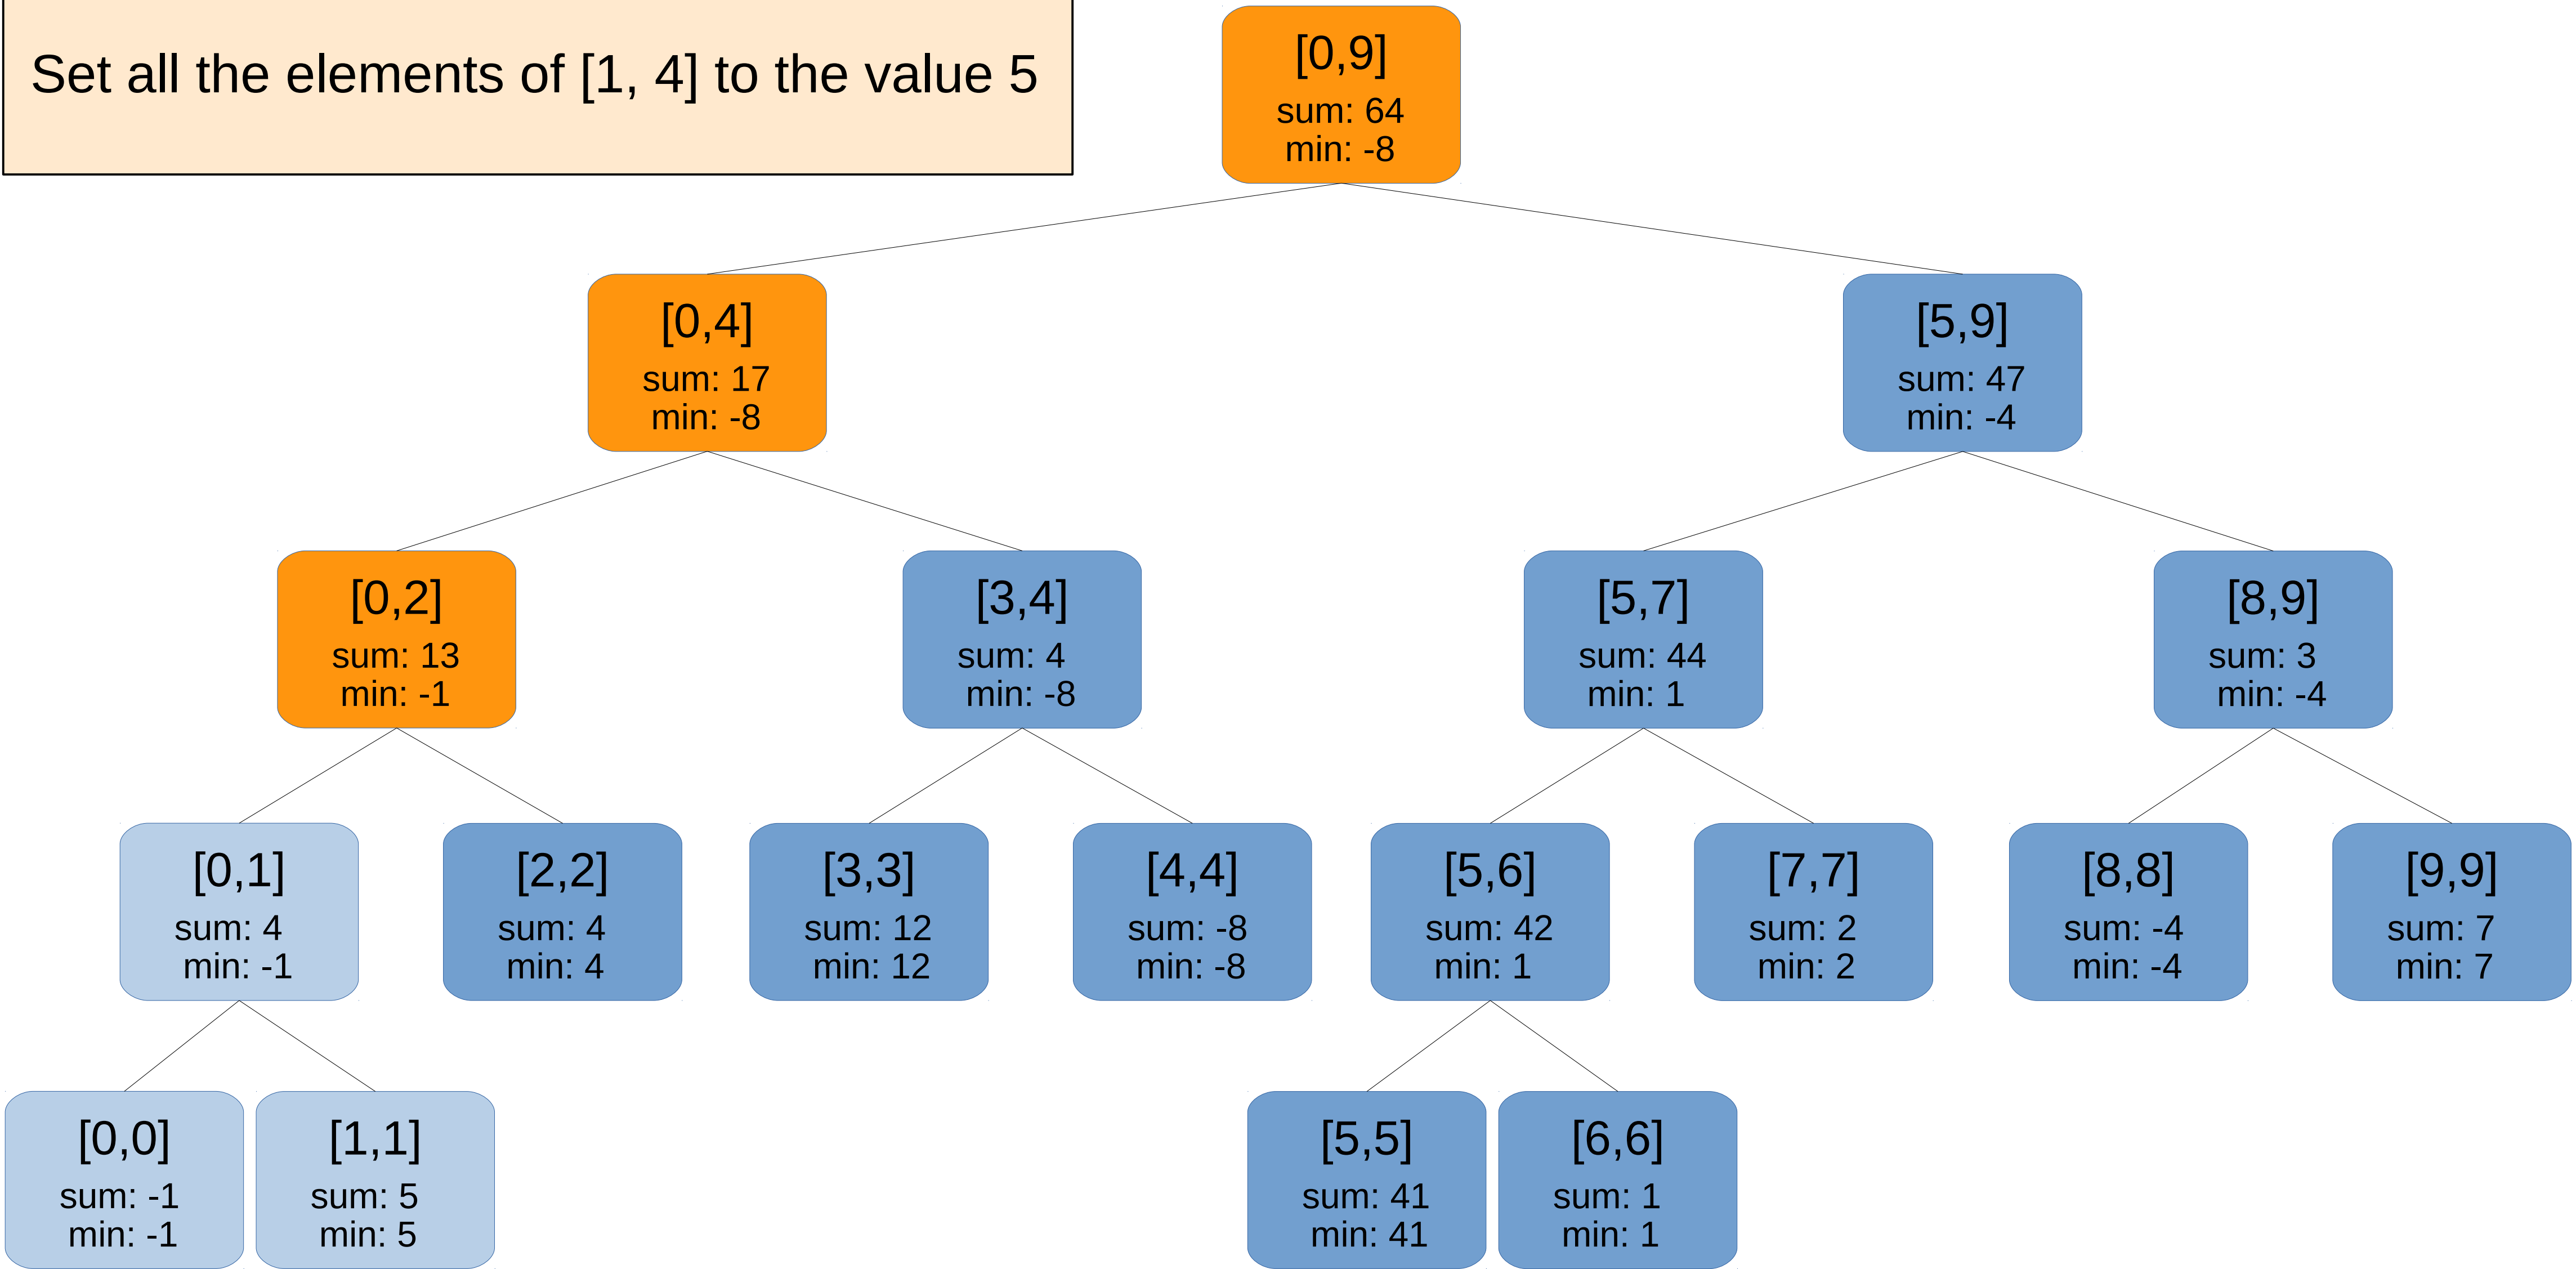 Set all the elements of [1, 4] to the value 5
[0,9]
sum: 64
min: -8
[0,4]
sum: 17
min: -8
[5,9]
sum: 47
min: -4
[0,2]
sum: 13
min: -1
[3,4]
sum: 4
min: -8
[5,7]
sum: 44
min: 1
[8,9]
sum: 3
min: -4
[0,1]
sum: 4
min: -1
[2,2]
sum: 4
min: 4
[3,3]
sum: 12
min: 12
[4,4]
sum: -8
min: -8
[5,6]
sum: 42
min: 1
[7,7]
sum: 2
min: 2
[8,8]
sum: -4
min: -4
[9,9]
sum: 7
min: 7
[0,0]
sum: -1
min: -1
[1,1]
sum: 5
min: 5
[5,5]
sum: 41
min: 41
[6,6]
sum: 1
min: 1